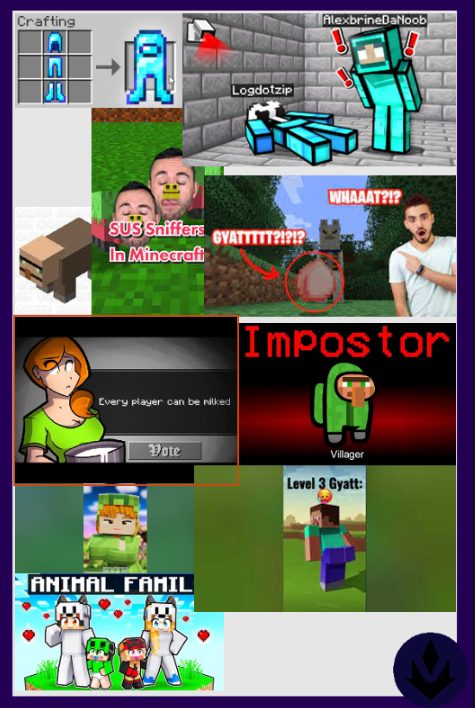 Crafting
AlexbrineDaNoob
Logdotzip
SUS Sniffers
In Minecraft
WHAAAT?!?
GYATTTTT?!?!?
Every player can be milked
Vote
Impostor
Villager
Level 3 Gyatt:
ANIMAL FAMIL